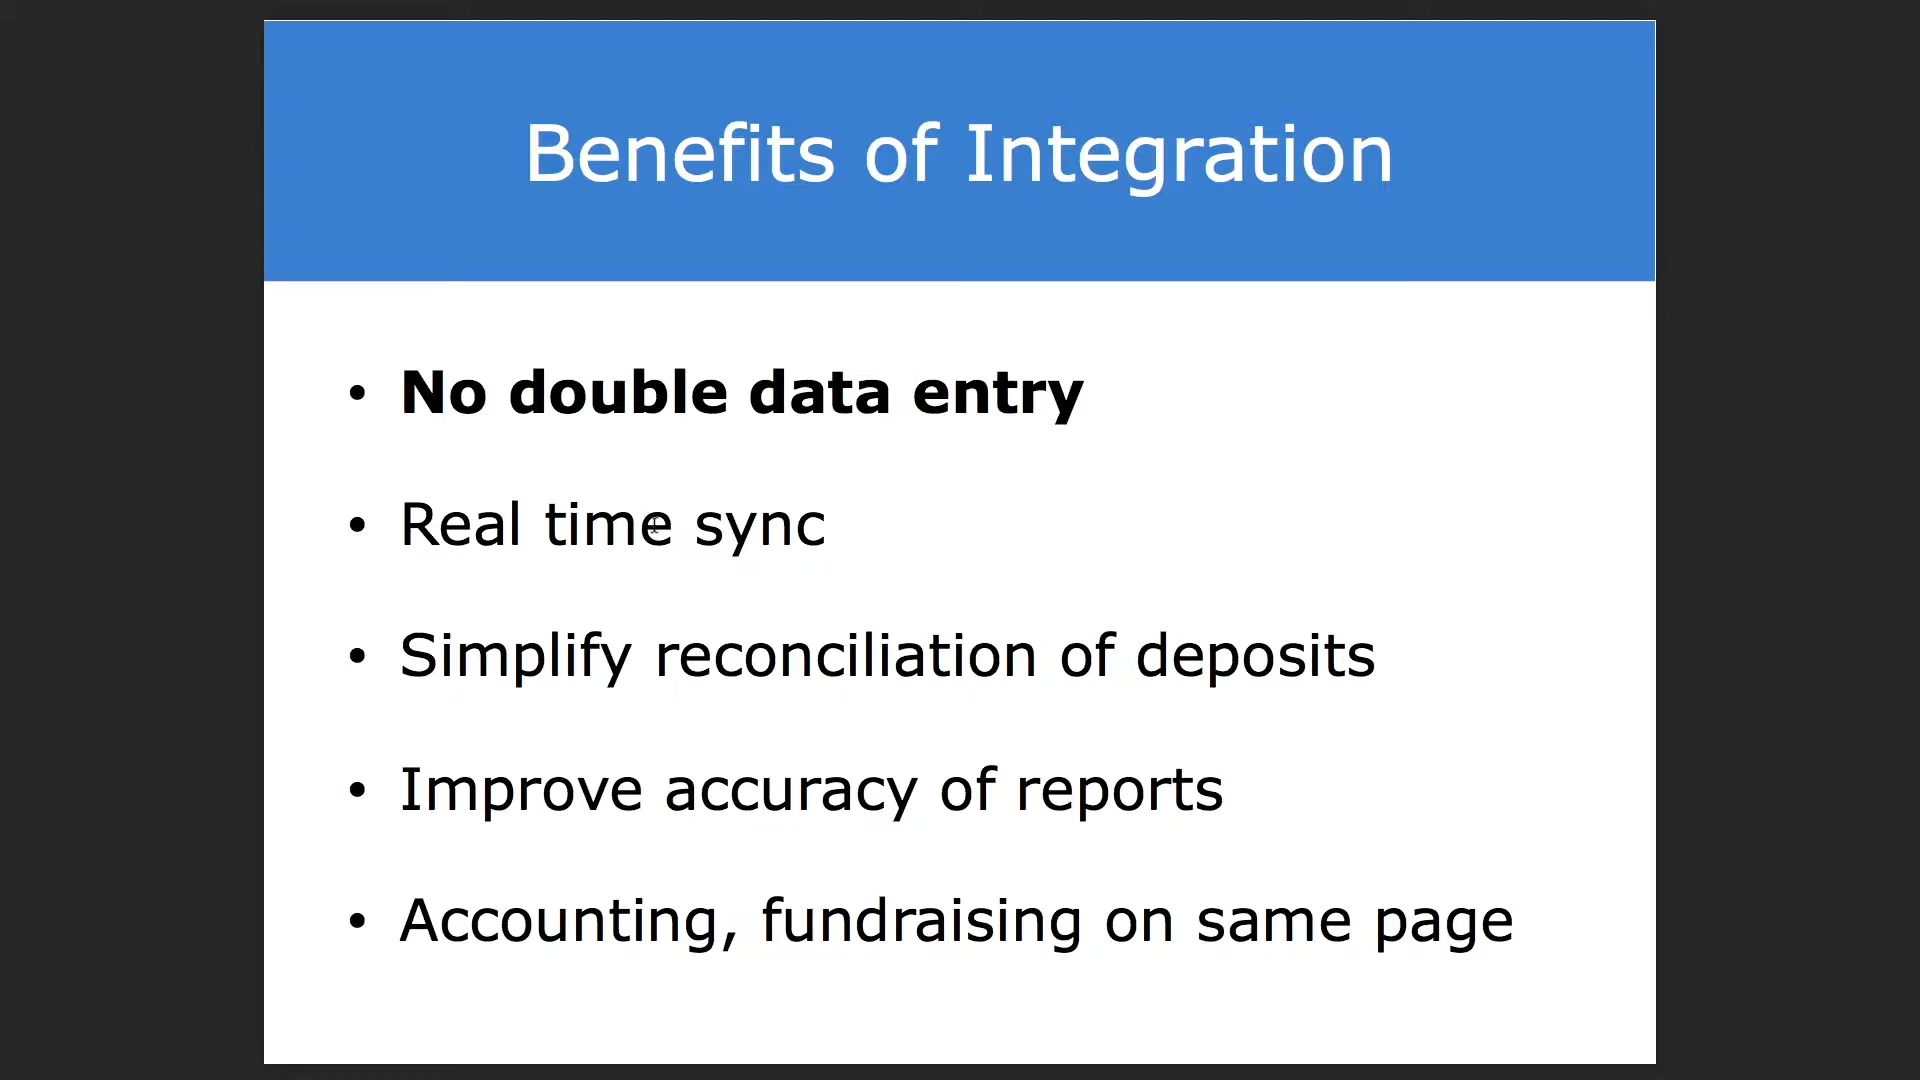 Benefits of Integration
• No double data entry
• Real time sync
• Simplify reconciliation of deposits
• Improve accuracy of reports
• Accounting, fundraising on same page